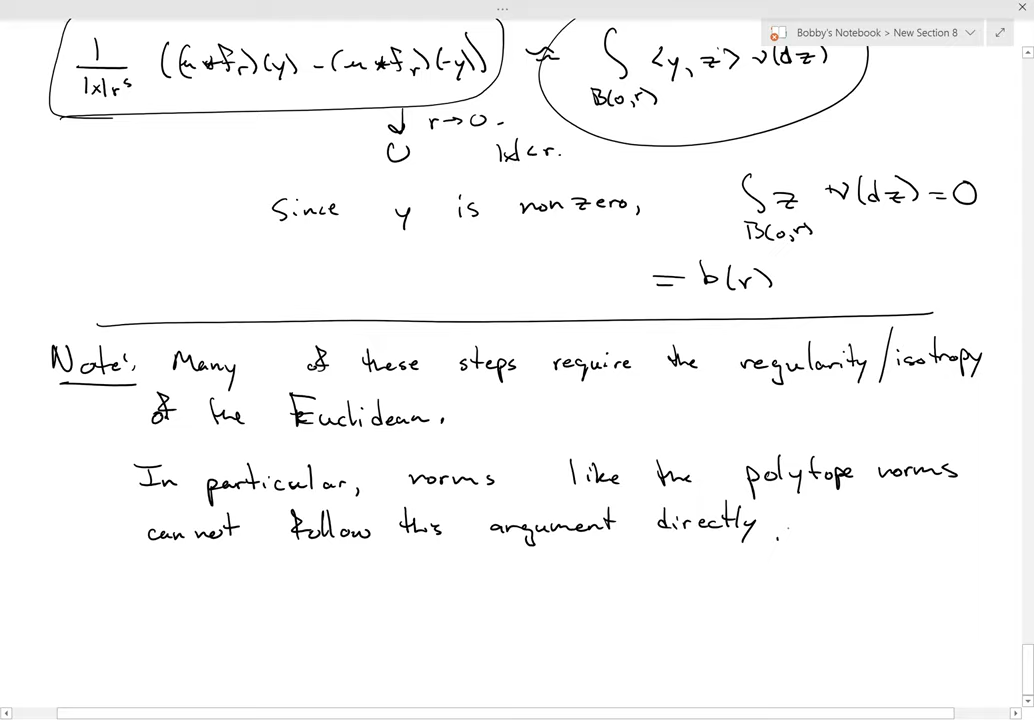 Bobby's Notebook > New Section 8
1/(|x| r^s) ((μ * f_r)(y) - (μ * f_r)(-y)) ≈ ∫_{B(0,r)} <y, z> ν(dz)
↓ r → 0.
0 |x| < r.
Since y is nonzero, ∫_{B(0,r)} z ν(dz) = 0
= b(r)
Note: Many of these steps require the regularity/isotropy
of the Euclidean.
In particular, norms like the polytope norms
cannot follow this argument directly.